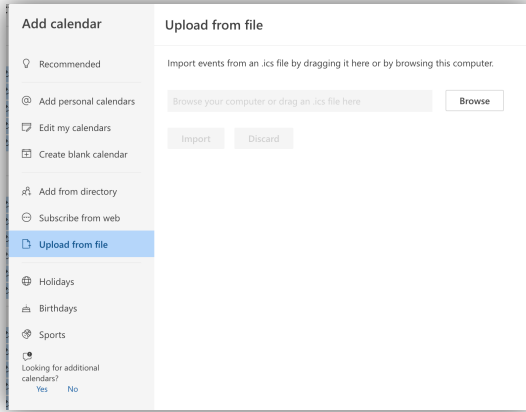 Add calendar
Recommended
Add personal calendars
Edit my calendars
Create blank calendar
Add from directory
Subscribe from web
Upload from file
Holidays
Birthdays
Sports
Looking for additional
calendars?
Yes No
Upload from file
Import events from an .ics file by dragging it here or by browsing this computer.
Browse your computer or drag an .ics file here
Browse
Import Discard